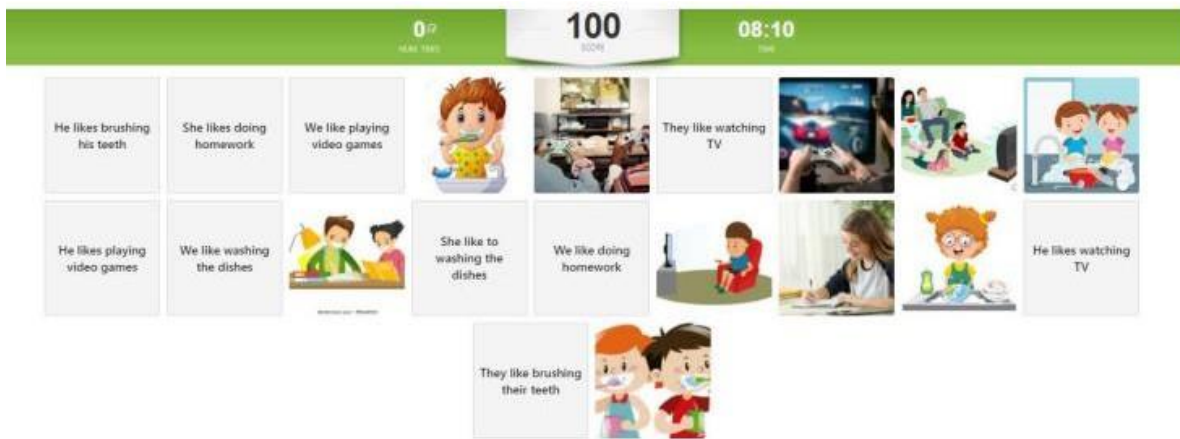 0
100
08:10
SCORE
TIME
He likes brushing
his teeth
She likes doing
homework
We like playing
video games
They like watching
TV
He likes playing
video games
We like washing
the dishes
She like to
washing the
dishes
We like doing
homework
He likes watching
TV
They like brushing
their teeth